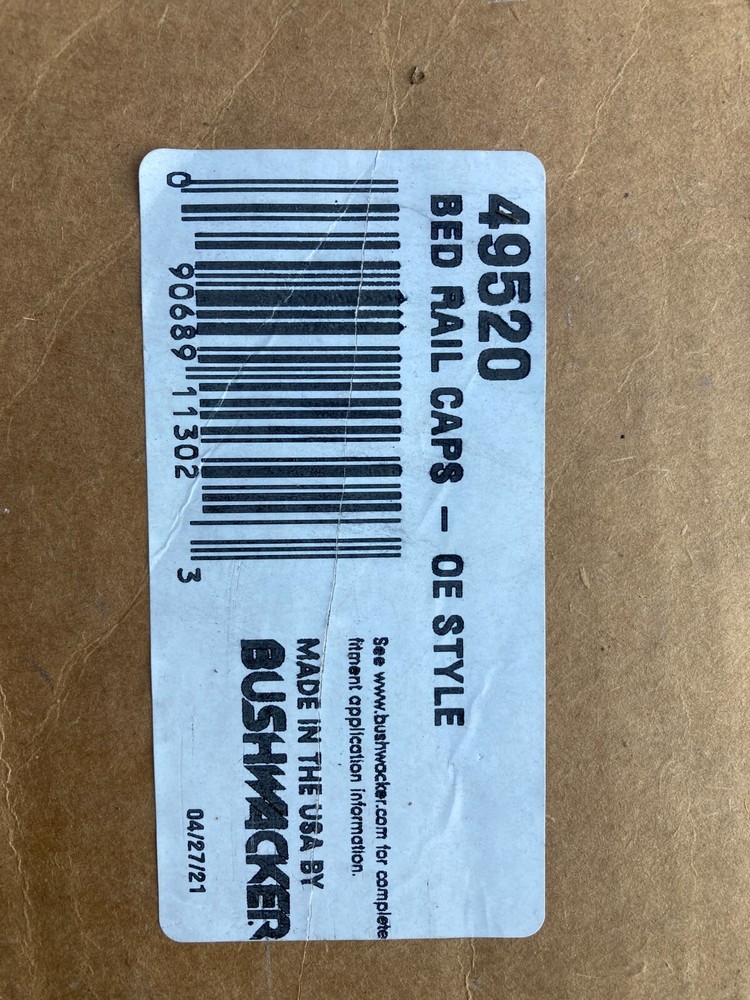 49520
BED RAIL CAPS – OE STYLE
0 90689 11302 3
See www.bushwacker.com for complete
fitment application information.
MADE IN THE USA BY
BUSHWACKER
04/27/21